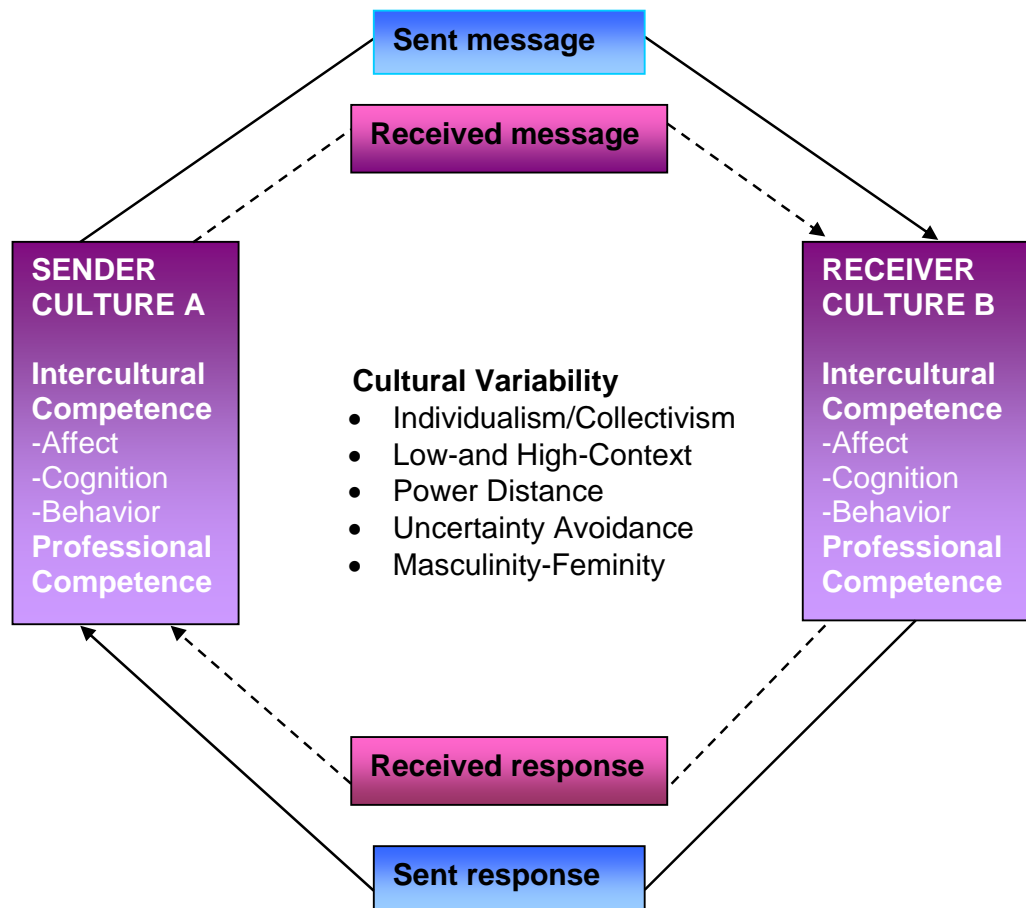 Sent message
Received message
SENDER
CULTURE A
Intercultural
Competence
-Affect
-Cognition
-Behavior
Professional
Competence
Cultural Variability
• Individualism/Collectivism
• Low-and High-Context
• Power Distance
• Uncertainty Avoidance
• Masculinity-Feminity
RECEIVER
CULTURE B
Intercultural
Competence
-Affect
-Cognition
-Behavior
Professional
Competence
Received response
Sent response